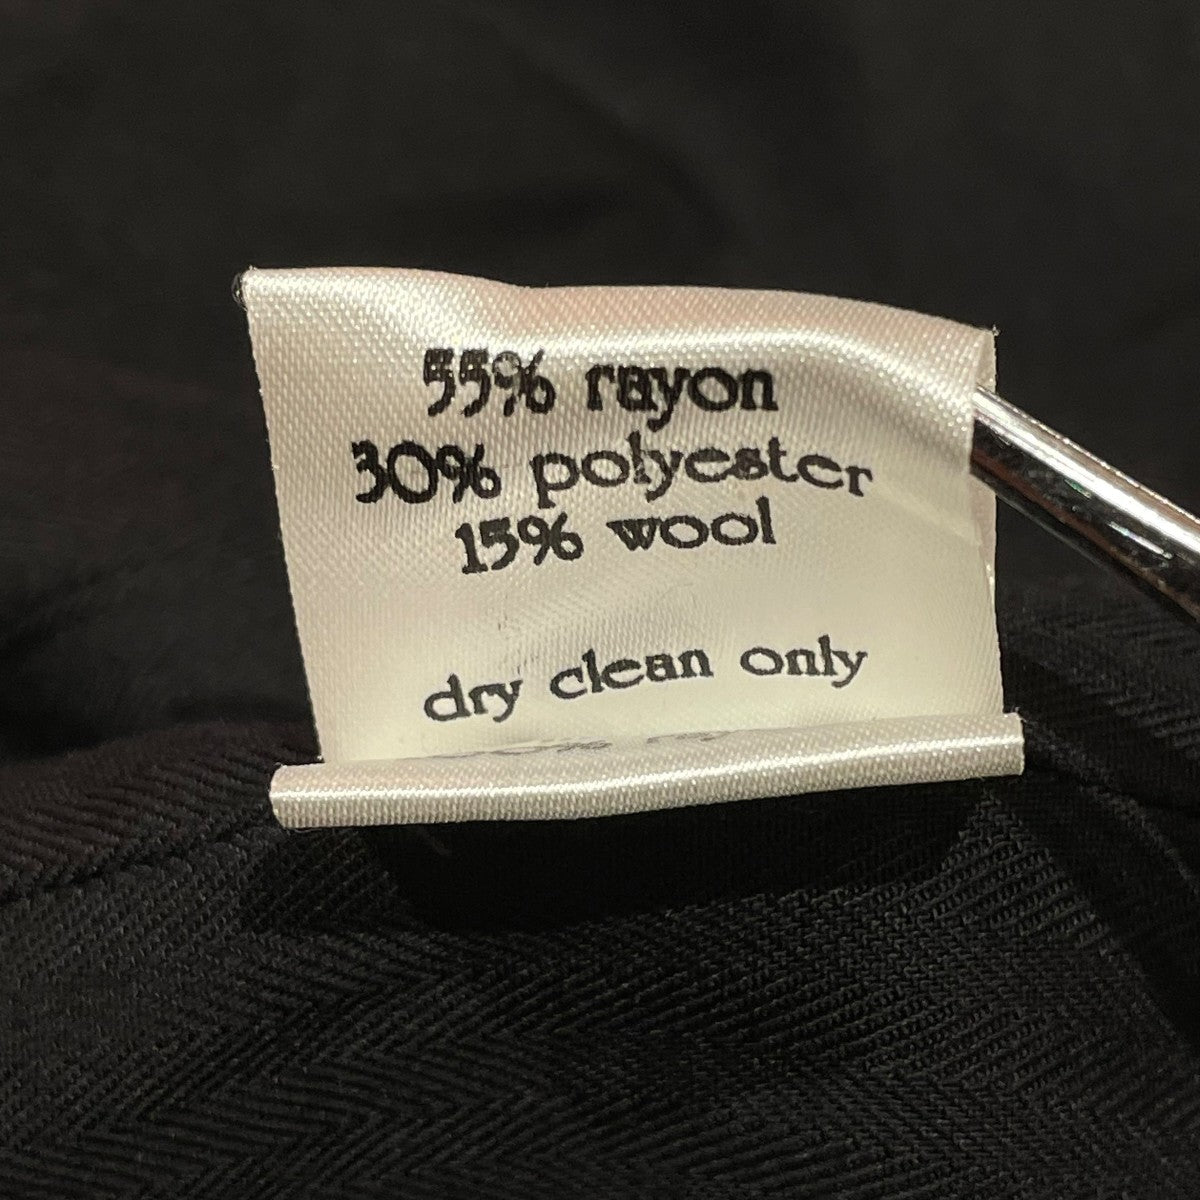 55% rayon
30% polyester
15% wool
dry clean only